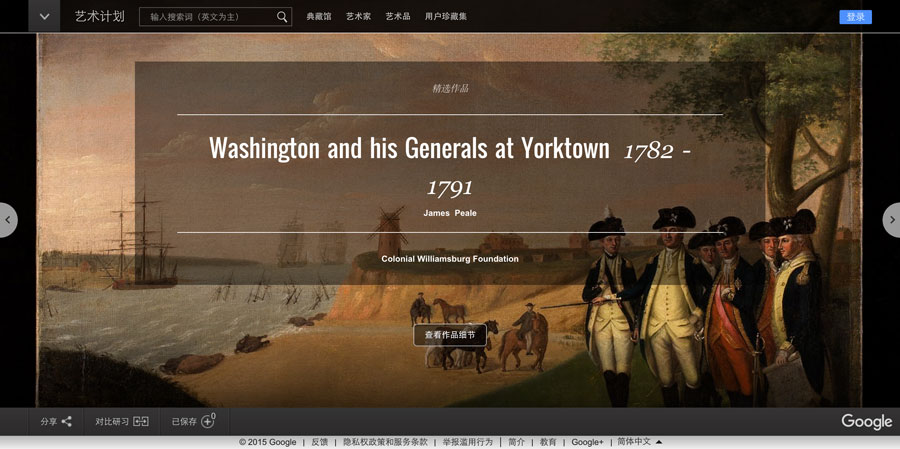 艺术计划
输入搜索词（英文为主）
典藏馆 艺术家 艺术品 用户珍藏集
登录
精选作品
Washington and his Generals at Yorktown 1782 -
1791
James Peale
Colonial Williamsburg Foundation
查看作品细节
分享 对比研习 已保存 0
Google
© 2015 Google | 反馈 | 隐私权政策和服务条款 | 举报滥用行为 | 简介 | 教育 | Google+ | 简体中文